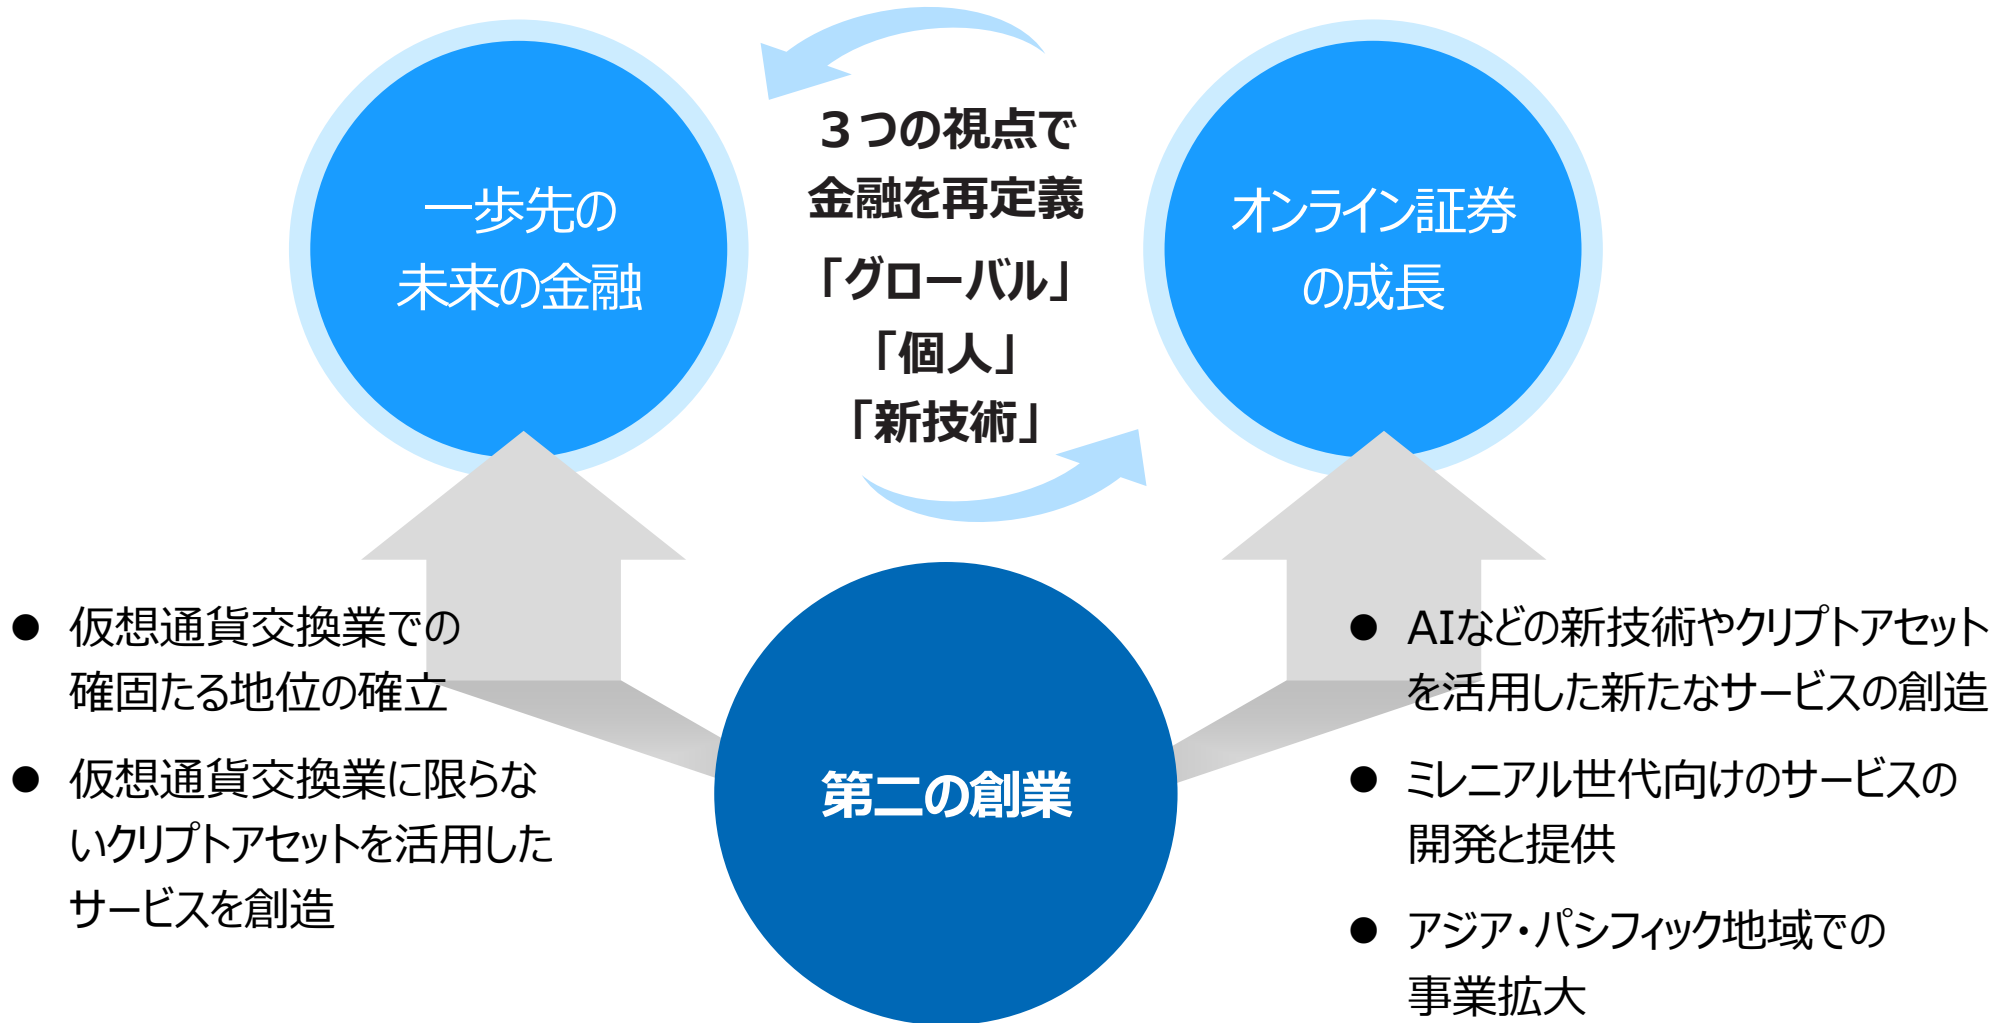 一歩先の
未来の金融
３つの視点で
金融を再定義
「グローバル」
「個人」
「新技術」
オンライン証券
の成長
● 仮想通貨交換業での
確固たる地位の確立
● 仮想通貨交換業に限らな
いクリプトアセットを活用した
サービスを創造
第二の創業
● AIなどの新技術やクリプトアセット
を活用した新たなサービスの創造
● ミレニアル世代向けのサービスの
開発と提供
● アジア・パシフィック地域での
事業拡大